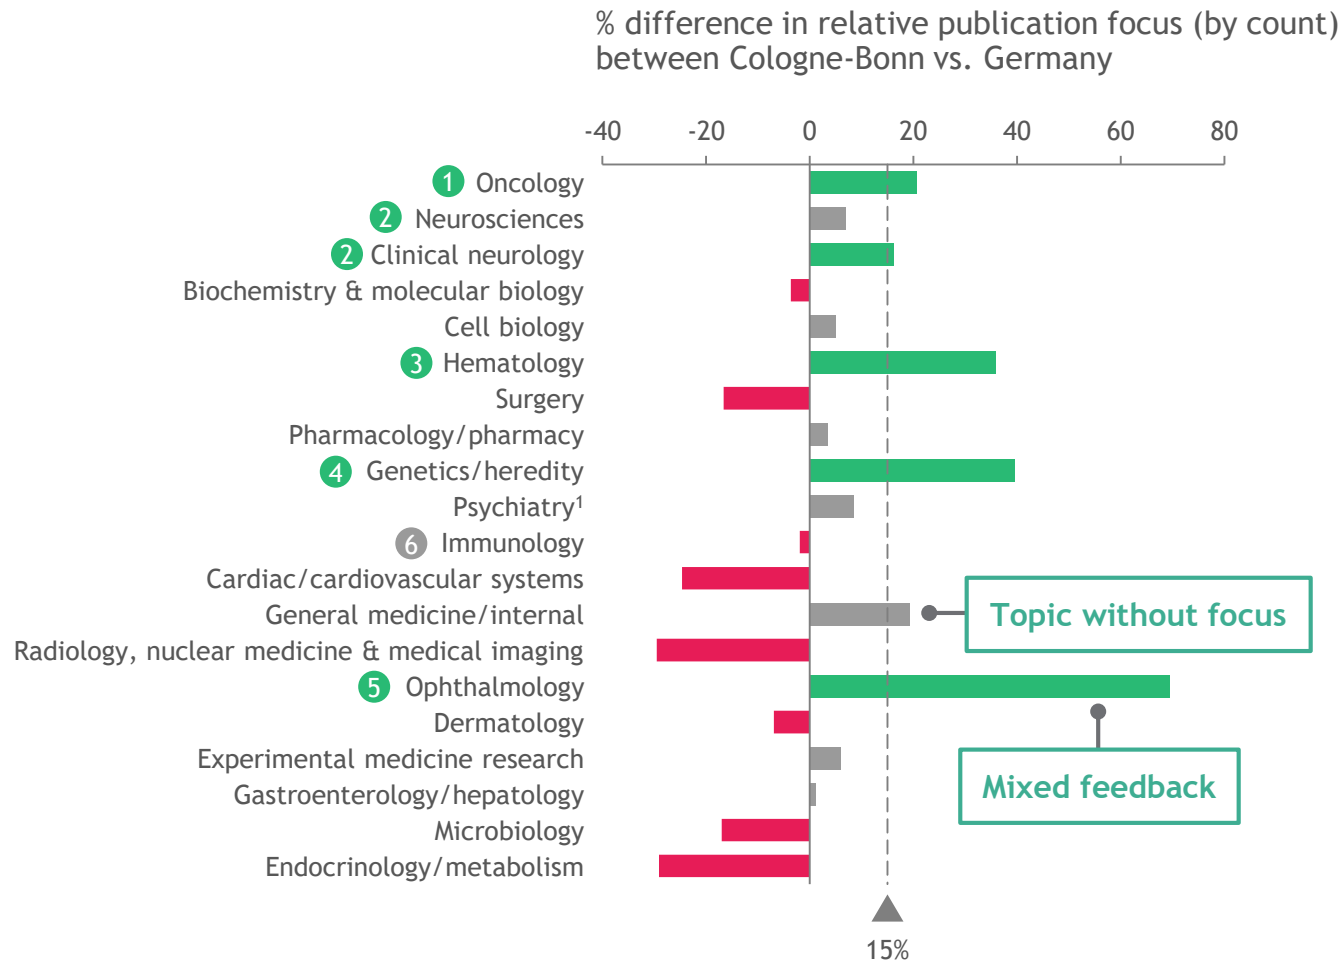 % difference in relative publication focus (by count)
between Cologne-Bonn vs. Germany
-40 -20 0 20 40 60 80
1 Oncology
2 Neurosciences
2 Clinical neurology
Biochemistry & molecular biology
Cell biology
3 Hematology
Surgery
Pharmacology/pharmacy
4 Genetics/heredity
Psychiatry¹
6 Immunology
Cardiac/cardiovascular systems
General medicine/internal
Topic without focus
Radiology, nuclear medicine & medical imaging
5 Ophthalmology
Dermatology
Experimental medicine research
Mixed feedback
Gastroenterology/hepatology
Microbiology
Endocrinology/metabolism
15%